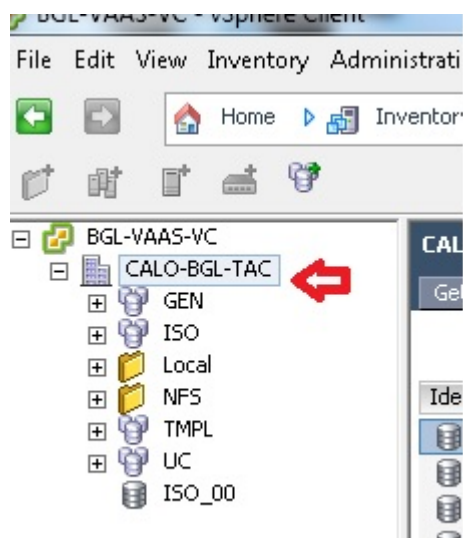 BGL-VAAS-VC - vSphere Client
File Edit View Inventory Administrati
Home Inventor
BGL-VAAS-VC
CALO-BGL-TAC
GEN
ISO
Local
NFS
TMPL
UC
ISO_00
CAL
Ge
Ide